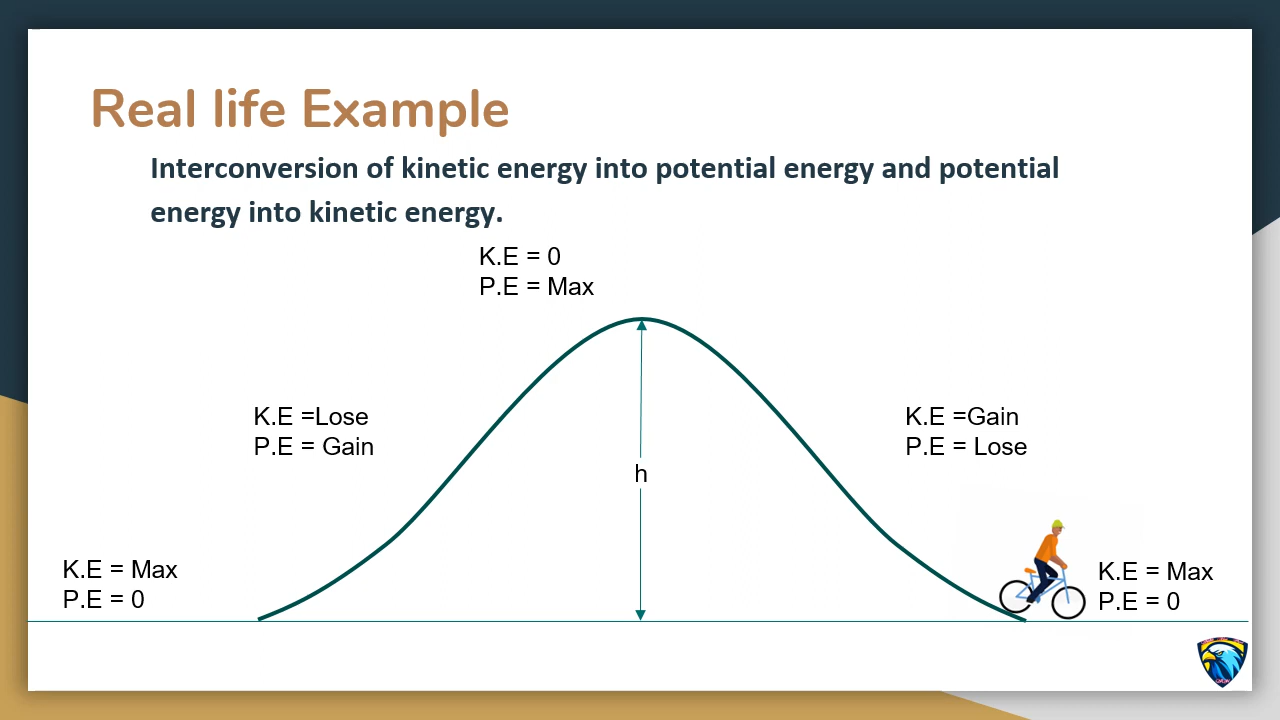 Real life Example
Interconversion of kinetic energy into potential energy and potential
energy into kinetic energy.
K.E = 0
P.E = Max
K.E =Lose
P.E = Gain
K.E =Gain
P.E = Lose
h
K.E = Max
P.E = 0
K.E = Max
P.E = 0